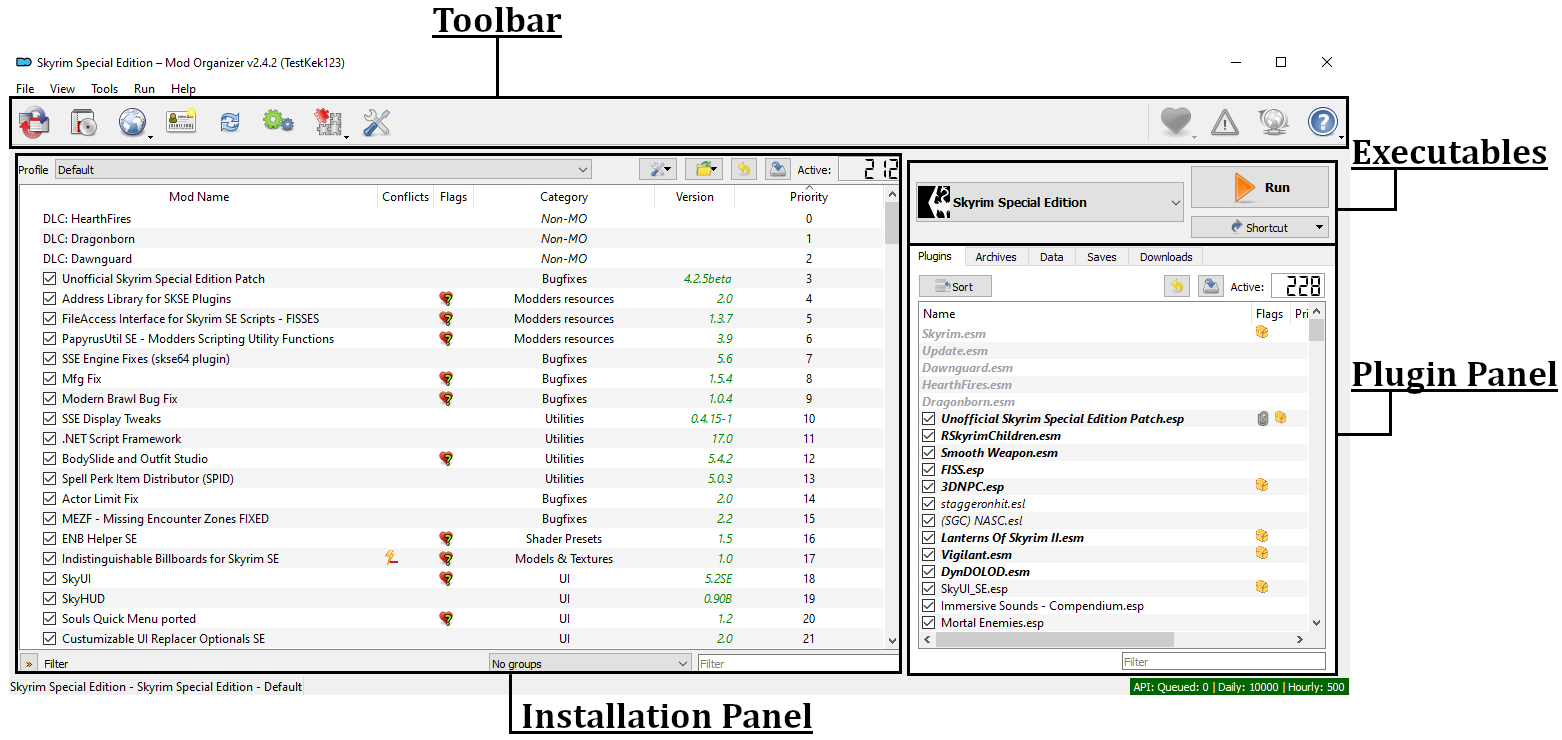 Toolbar
Skyrim Special Edition – Mod Organizer v2.4.2 (TestKek123)
File View Tools Run Help
Executables
Profile Default Active: 212
Mod Name Conflicts Flags Category Version Priority
DLC: HearthFires Non-MO 0
DLC: Dragonborn Non-MO 1
DLC: Dawnguard Non-MO 2
Unofficial Skyrim Special Edition Patch Bugfixes 4.2.5beta 3
Address Library for SKSE Plugins Modders resources 2.0 4
FileAccess Interface for Skyrim SE Scripts - FISSES Modders resources 1.3.7 5
PapyrusUtil SE - Modders Scripting Utility Functions Modders resources 3.9 6
SSE Engine Fixes (skse64 plugin) Bugfixes 5.6 7
Mfg Fix Bugfixes 1.5.4 8
Modern Brawl Bug Fix Bugfixes 1.0.4 9
SSE Display Tweaks Utilities 0.4.15-1 10
.NET Script Framework Utilities 17.0 11
BodySlide and Outfit Studio Utilities 5.4.2 12
Spell Perk Item Distributor (SPID) Utilities 5.0.3 13
Actor Limit Fix Bugfixes 2.0 14
MEZF - Missing Encounter Zones FIXED Bugfixes 2.2 15
ENB Helper SE Shader Presets 1.5 16
Indistinguishable Billboards for Skyrim SE Models & Textures 1.0 17
SkyUI UI 5.2SE 18
SkyHUD UI 0.90B 19
Souls Quick Menu ported UI 1.2 20
Custumizable UI Replacer Optionals SE UI 2.0 21
» Filter No groups Filter
Skyrim Special Edition Run
Shortcut
Plugins Archives Data Saves Downloads
Sort Active: 228
Name Flags Pri
Skyrim.esm
Update.esm
Dawnguard.esm
HearthFires.esm
Dragonborn.esm
Unofficial Skyrim Special Edition Patch.esp
RSkyrimChildren.esm
Smooth Weapon.esm
FISS.esp
3DNPC.esp
staggeronhit.esl
(SGC) NASC.esl
Lanterns Of Skyrim II.esm
Vigilant.esm
DynDOLOD.esm
SkyUI_SE.esp
Immersive Sounds - Compendium.esp
Mortal Enemies.esp
Filter
Plugin Panel
Skyrim Special Edition - Skyrim Special Edition - Default
API: Queued: 0 | Daily: 10000 | Hourly: 500
Installation Panel